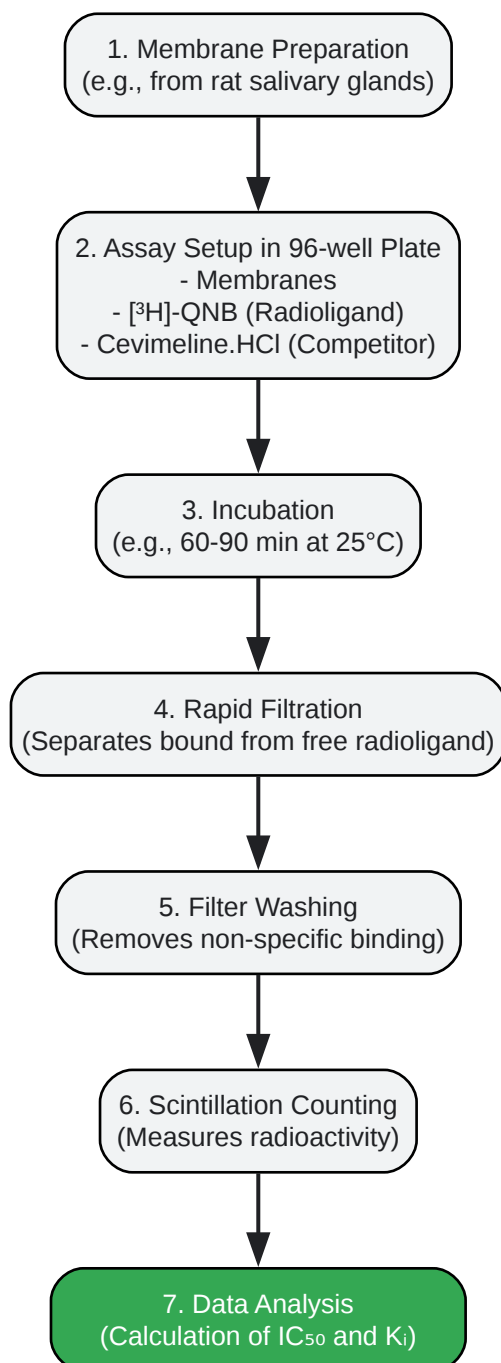 1. Membrane Preparation
(e.g., from rat salivary glands)
2. Assay Setup in 96-well Plate
- Membranes
- [³H]-QNB (Radioligand)
- Cevimeline.HCl (Competitor)
3. Incubation
(e.g., 60-90 min at 25°C)
4. Rapid Filtration
(Separates bound from free radioligand)
5. Filter Washing
(Removes non-specific binding)
6. Scintillation Counting
(Measures radioactivity)
7. Data Analysis
(Calculation of IC₅₀ and Kᵢ)